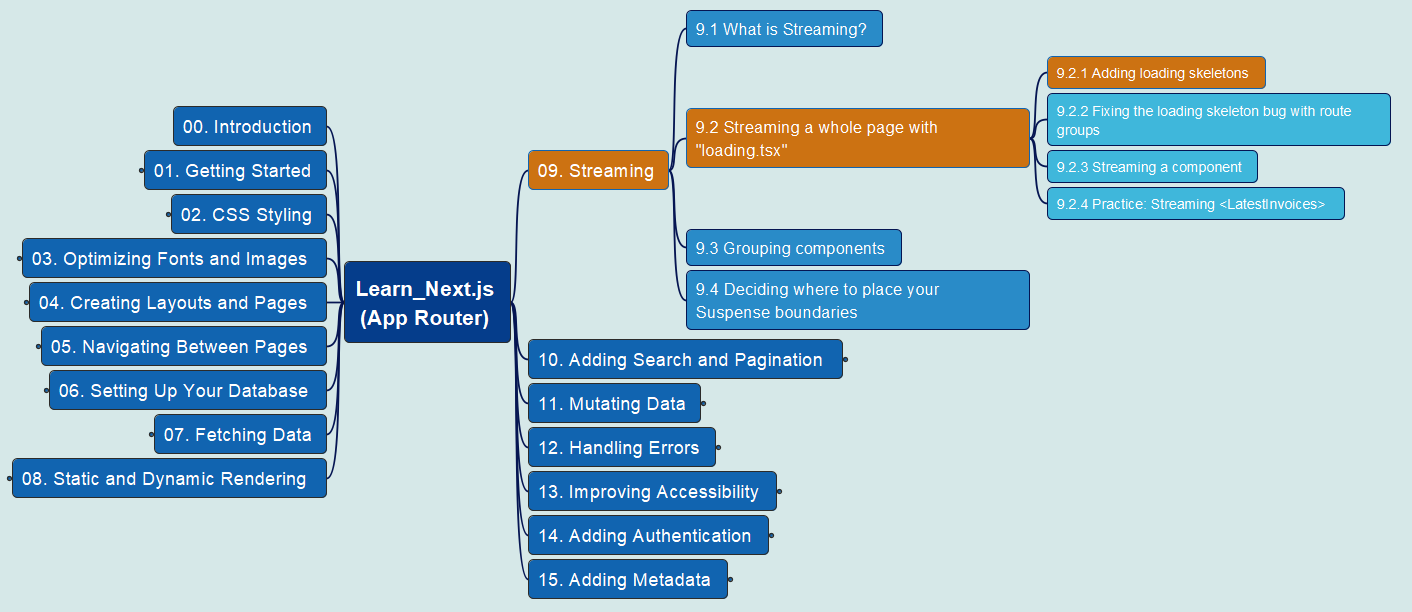 Learn_Next.js
(App Router)
00. Introduction
01. Getting Started
02. CSS Styling
03. Optimizing Fonts and Images
04. Creating Layouts and Pages
05. Navigating Between Pages
06. Setting Up Your Database
07. Fetching Data
08. Static and Dynamic Rendering
09. Streaming
9.1 What is Streaming?
9.2 Streaming a whole page with
"loading.tsx"
9.2.1 Adding loading skeletons
9.2.2 Fixing the loading skeleton bug with route
groups
9.2.3 Streaming a component
9.2.4 Practice: Streaming <LatestInvoices>
9.3 Grouping components
9.4 Deciding where to place your
Suspense boundaries
10. Adding Search and Pagination
11. Mutating Data
12. Handling Errors
13. Improving Accessibility
14. Adding Authentication
15. Adding Metadata